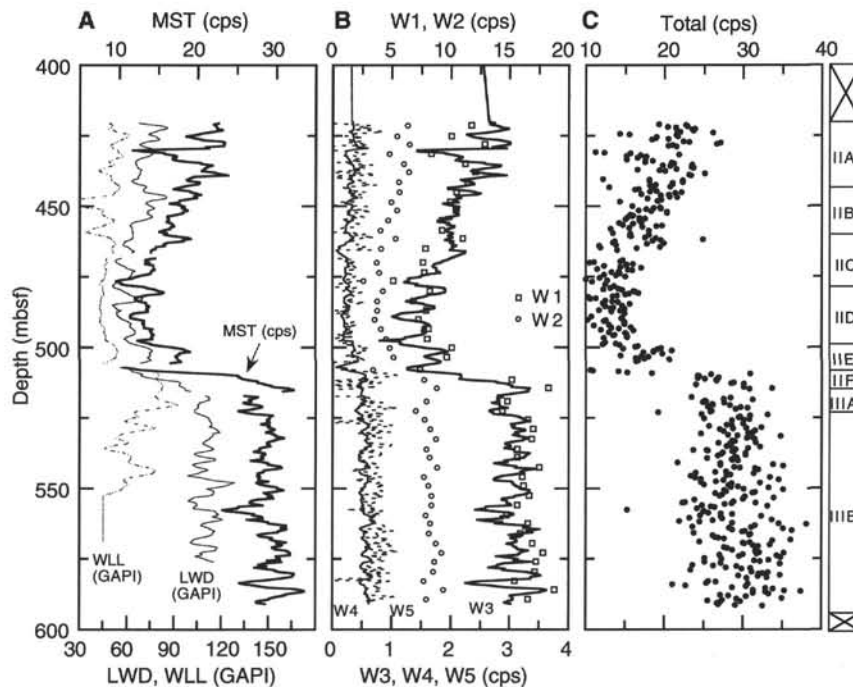 A MST (cps)
10 20 30
B W1, W2 (cps)
0 5 10 15 20
C Total (cps)
10 20 30 40
Depth (mbsf)
400
450
500
550
600
MST (cps)
WLL
(GAPI)
LWD
(GAPI)
30 60 90 120 150
LWD, WLL (GAPI)
W1
W2
W4 W5 W3
0 1 2 3 4
W3, W4, W5 (cps)
IIA
IIB
IIC
IID
IIE
IIF
IIIA
IIIB